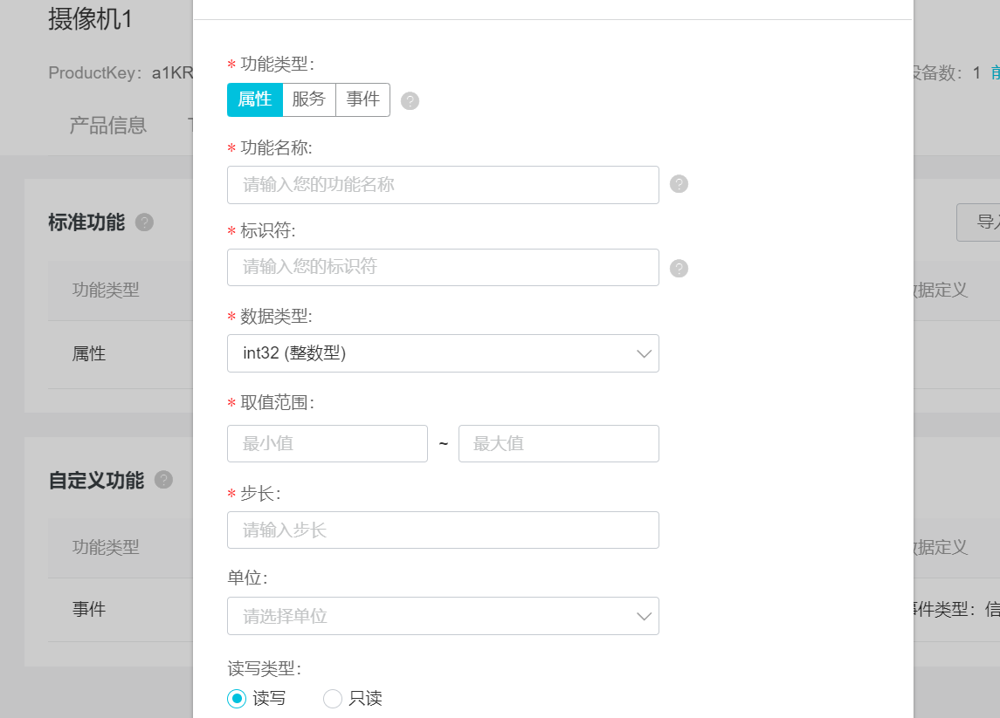 摄像机1
ProductKey： a1KR
设备数： 1 前
产品信息
标准功能
导入
功能类型
数据定义
属性
自定义功能
功能类型
数据定义
事件
事件类型：信
* 功能类型：
属性 服务 事件
* 功能名称:
请输入您的功能名称
* 标识符:
请输入您的标识符
* 数据类型:
int32 (整数型)
* 取值范围：
最小值 ~ 最大值
* 步长：
请输入步长
单位：
请选择单位
读写类型：
读写 只读